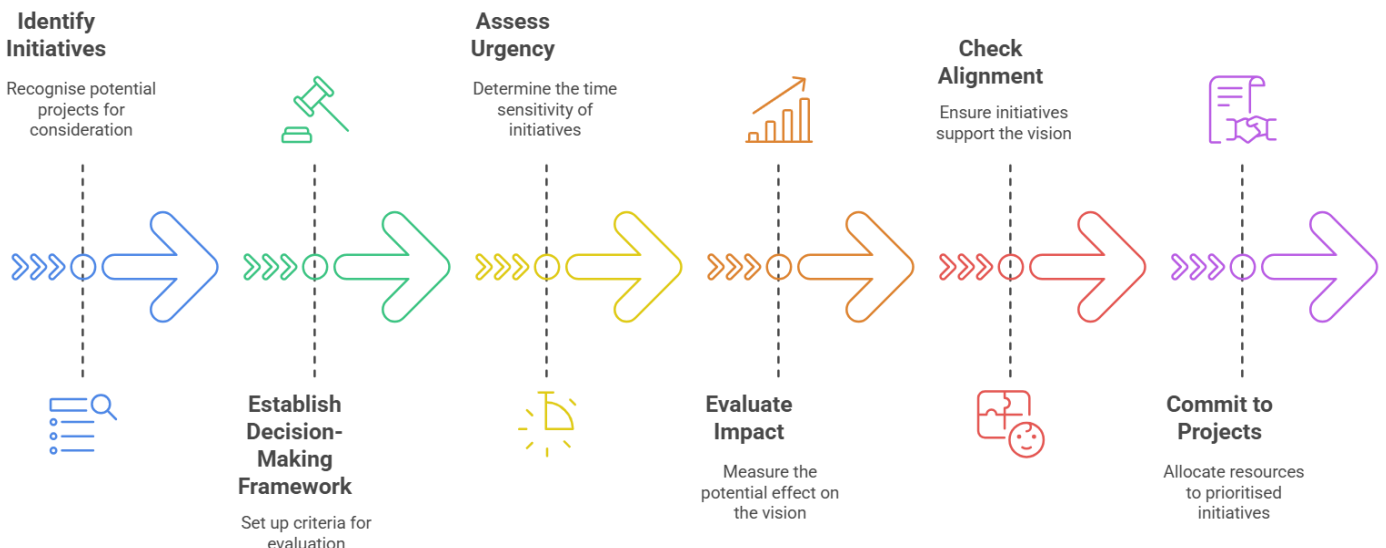 Identify
Initiatives
Recognise potential
projects for
consideration
Establish
Decision-
Making
Framework
Set up criteria for
evaluation
Assess
Urgency
Determine the time
sensitivity of
initiatives
Evaluate
Impact
Measure the
potential effect on
the vision
Check
Alignment
Ensure initiatives
support the vision
Commit to
Projects
Allocate resources
to prioritised
initiatives